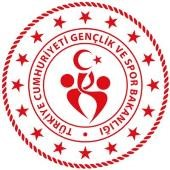 TÜRKİYE CUMHURİYETİ GENÇLİK VE SPOR BAKANLIĞI